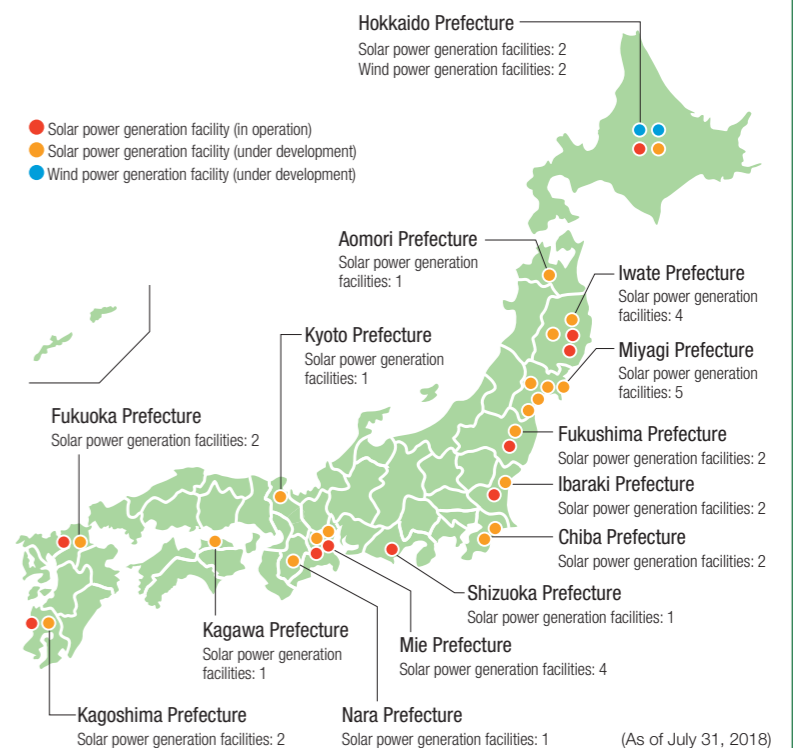 Hokkaido Prefecture
Solar power generation facilities: 2
Wind power generation facilities: 2
Solar power generation facility (in operation)
Solar power generation facility (under development)
Wind power generation facility (under development)
Aomori Prefecture
Solar power generation
facilities: 1
Iwate Prefecture
Solar power generation
facilities: 4
Kyoto Prefecture
Solar power generation
facilities: 1
Miyagi Prefecture
Solar power generation
facilities: 5
Fukuoka Prefecture
Solar power generation facilities: 2
Fukushima Prefecture
Solar power generation facilities: 2
Ibaraki Prefecture
Solar power generation facilities: 2
Chiba Prefecture
Solar power generation facilities: 2
Shizuoka Prefecture
Solar power generation facilities: 1
Kagawa Prefecture
Solar power generation
facilities: 1
Mie Prefecture
Solar power generation facilities: 4
Kagoshima Prefecture
Solar power generation facilities: 2
Nara Prefecture
Solar power generation facilities: 1
(As of July 31, 2018)